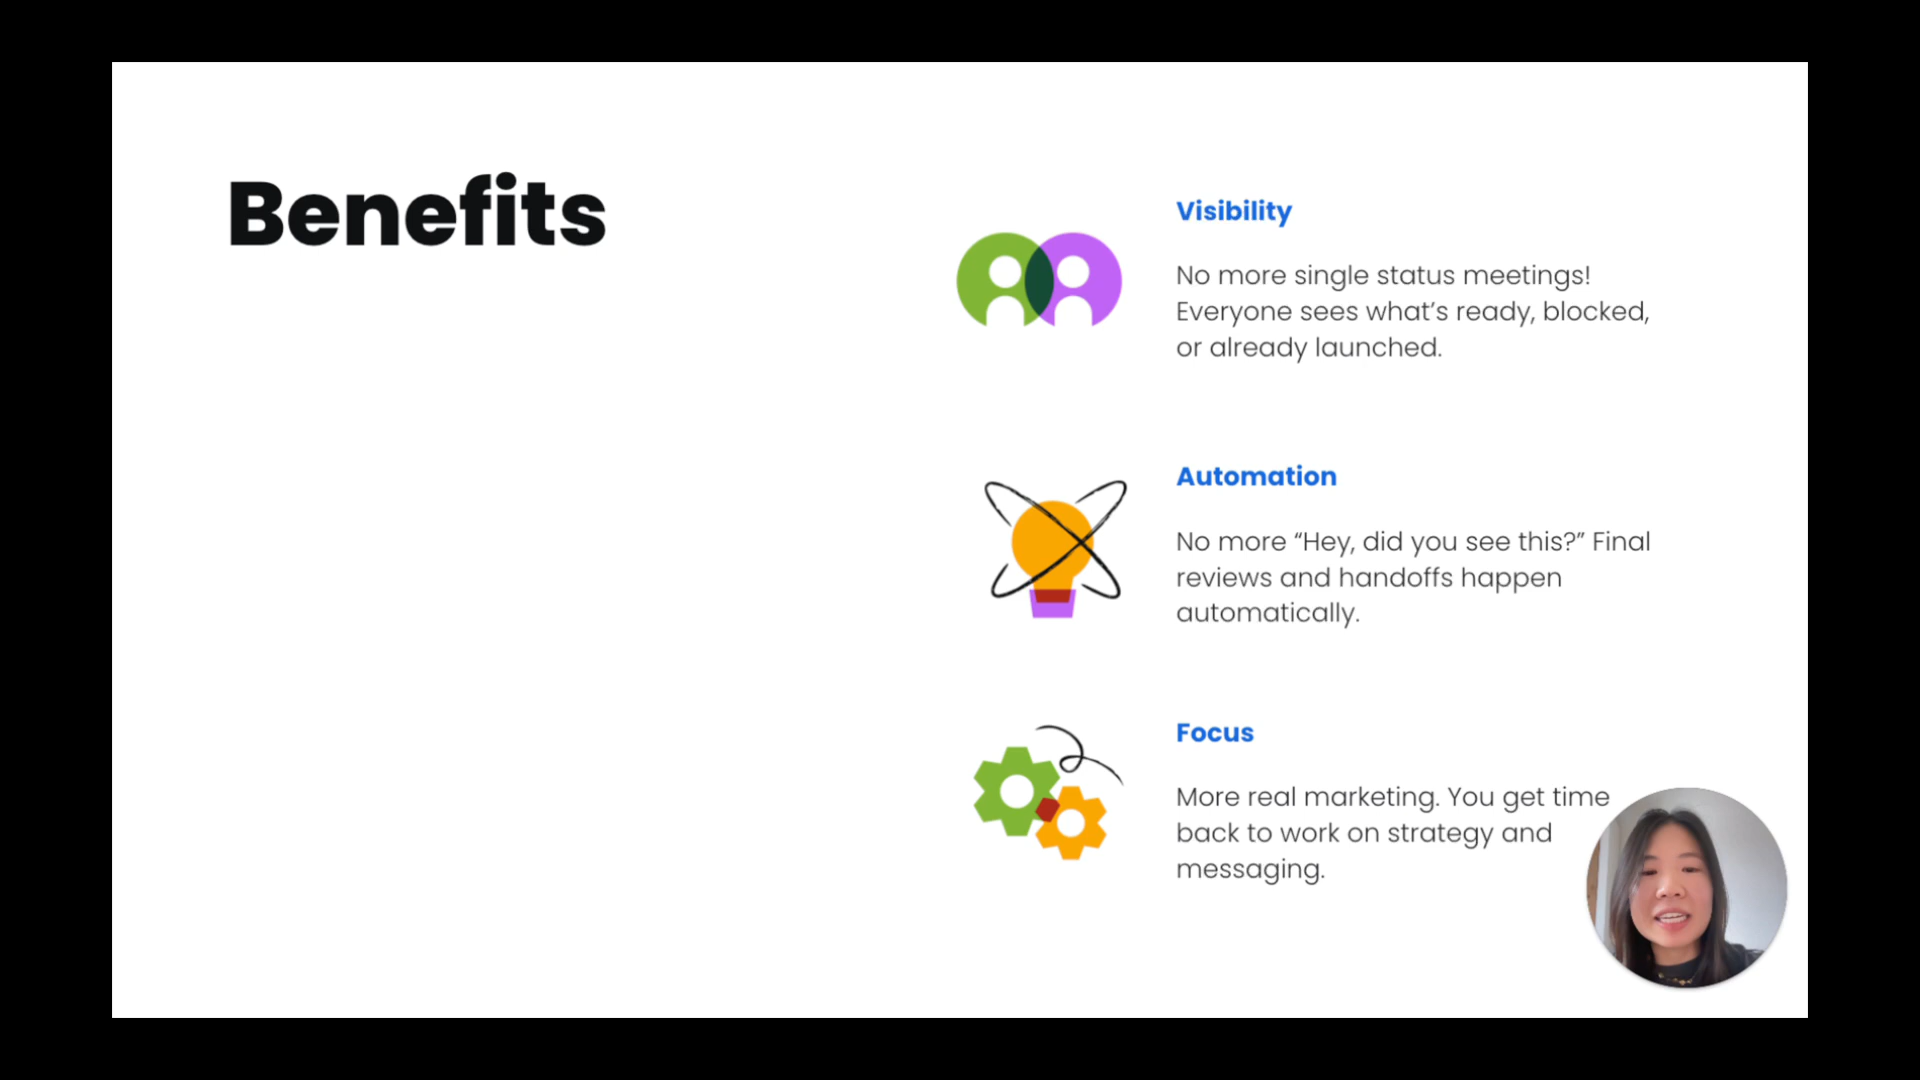 Benefits
Visibility
No more single status meetings!
Everyone sees what’s ready, blocked,
or already launched.
Automation
No more “Hey, did you see this?” Final
reviews and handoffs happen
automatically.
Focus
More real marketing. You get time
back to work on strategy and
messaging.